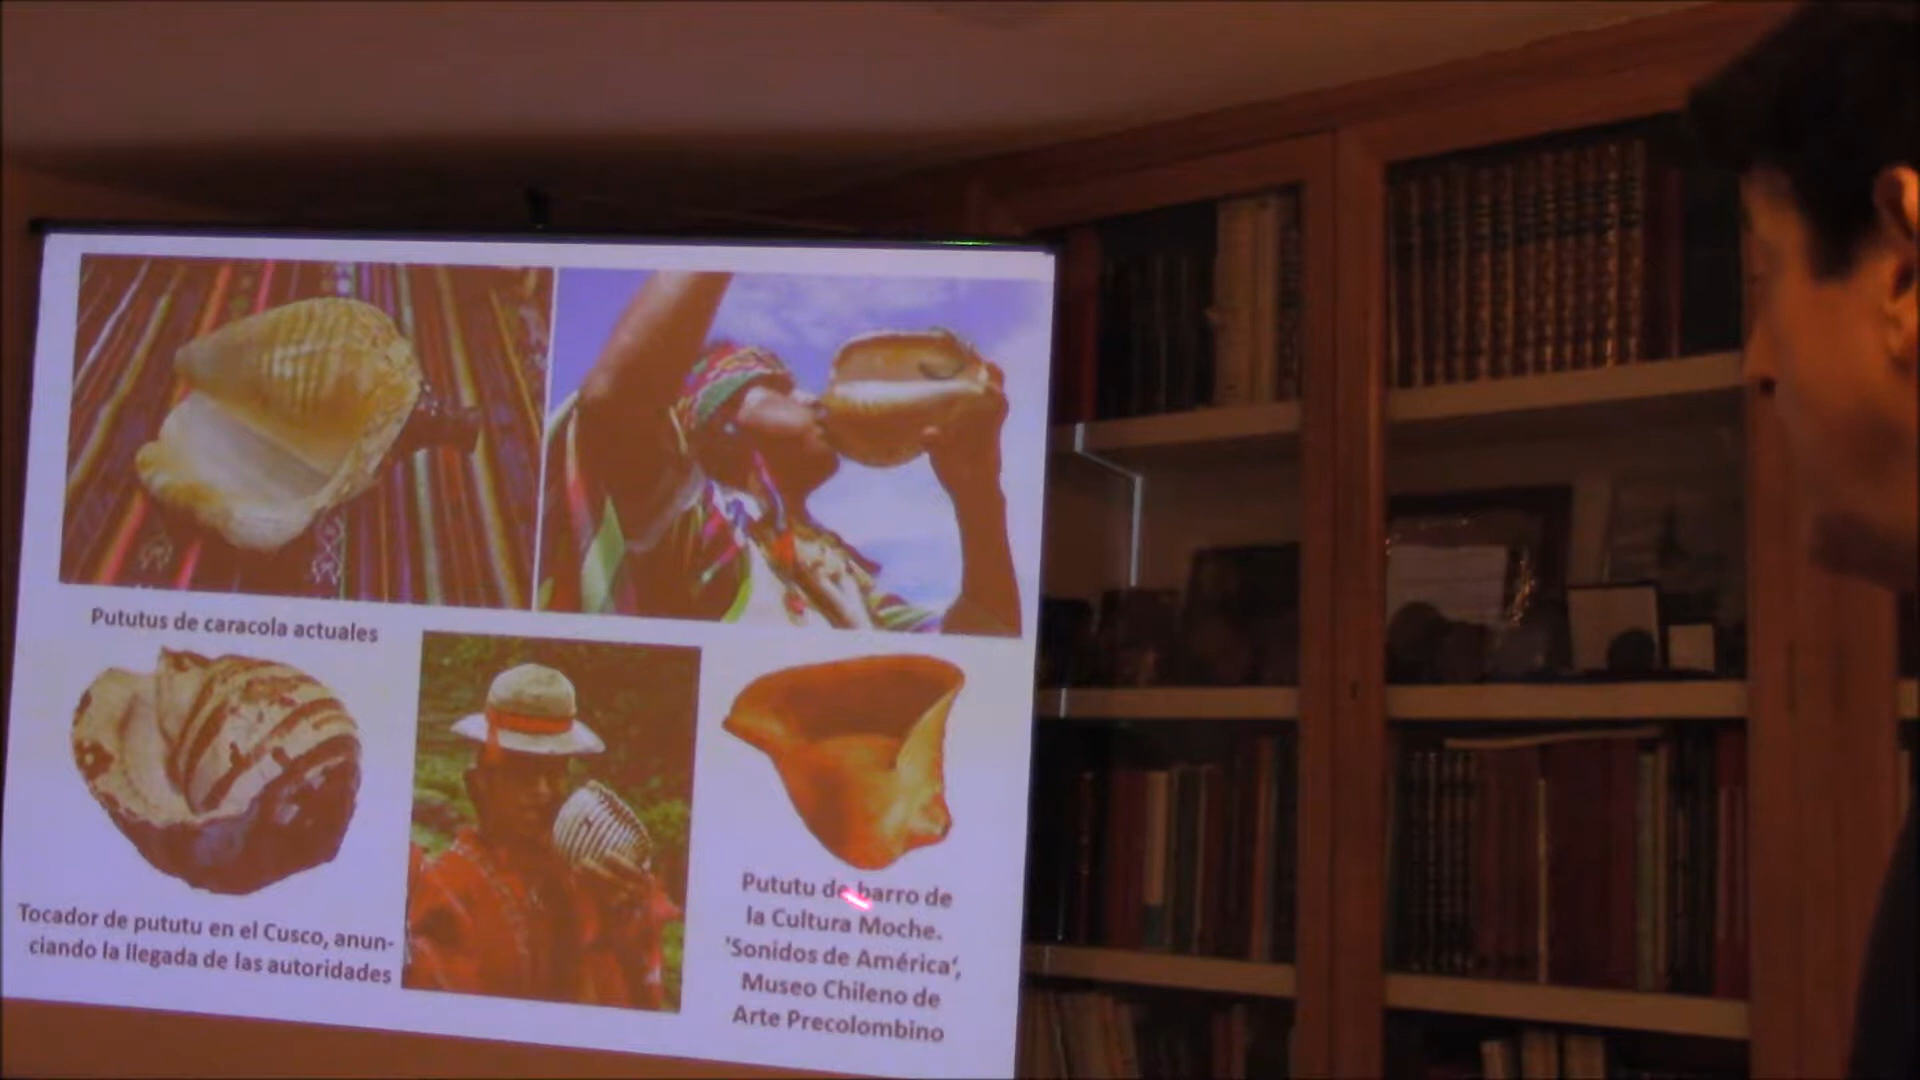 Pututus de caracola actuales
Tocador de pututu en el Cusco, anun-
ciando la llegada de las autoridades
Pututu de barro de
la Cultura Moche.
'Sonidos de América‘,
Museo Chileno de
Arte Precolombino